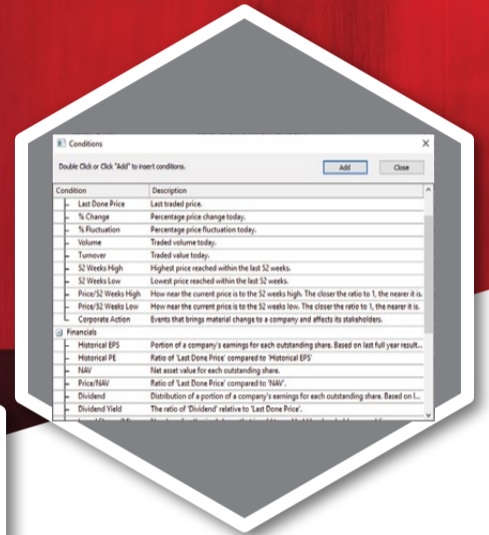 Conditions
Double Click or Click "Add" to insert conditions.
Add
Close
Condition Description
Last Done Price Last traded price.
% Change Percentage price change today.
% Fluctuation Percentage price fluctuation today.
Volume Traded volume today.
Turnover Traded value today.
52 Weeks High Highest price reached within the last 52 weeks.
52 Weeks Low Lowest price reached within the last 52 weeks.
Price/52 Weeks High How near the current price is to the 52 weeks high. The closer the ratio to 1, the nearer it is.
Price/52 Weeks Low How near the current price is to the 52 weeks low. The closer the ratio to 1, the nearer it is.
Corporate Action Events that brings material change to a company and affects its stakeholders.
Financials
Historical EPS Portion of a company's earnings for each outstanding share. Based on last full year result...
Historical PE Ratio of 'Last Done Price' compared to 'Historical EPS'
NAV Net asset value for each outstanding share.
Price/NAV Ratio of 'Last Done Price' compared to 'NAV'.
Dividend Distribution of a portion of a company's earnings for each outstanding share. Based on l...
Dividend Yield The ratio of 'Dividend' relative to 'Last Done Price'.